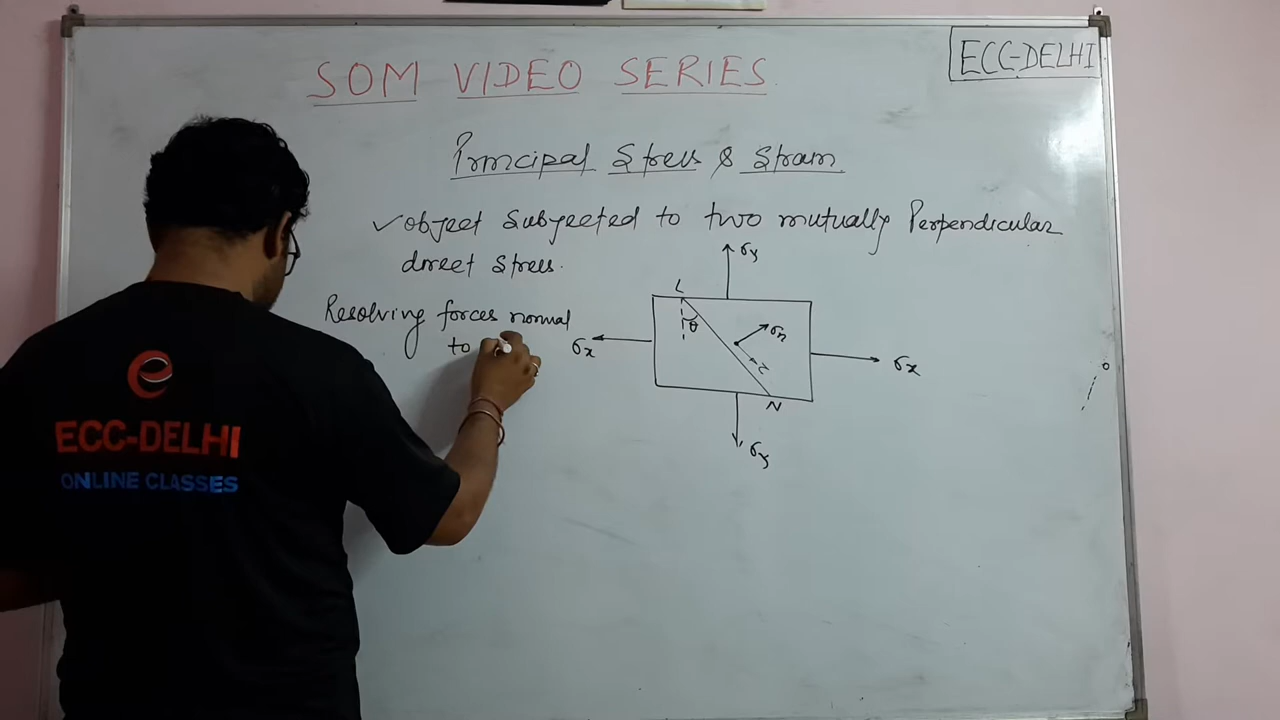 ECC-DELHI
SOM VIDEO SERIES
Principal Stress & Strain
✓object subjected to two mutually Perpendicular
direct stress.
Resolving forces normal
to
σy
L
θ
σn
τ
σx
σx
N
σy
e
ECC-DELHI
ONLINE CLASSES